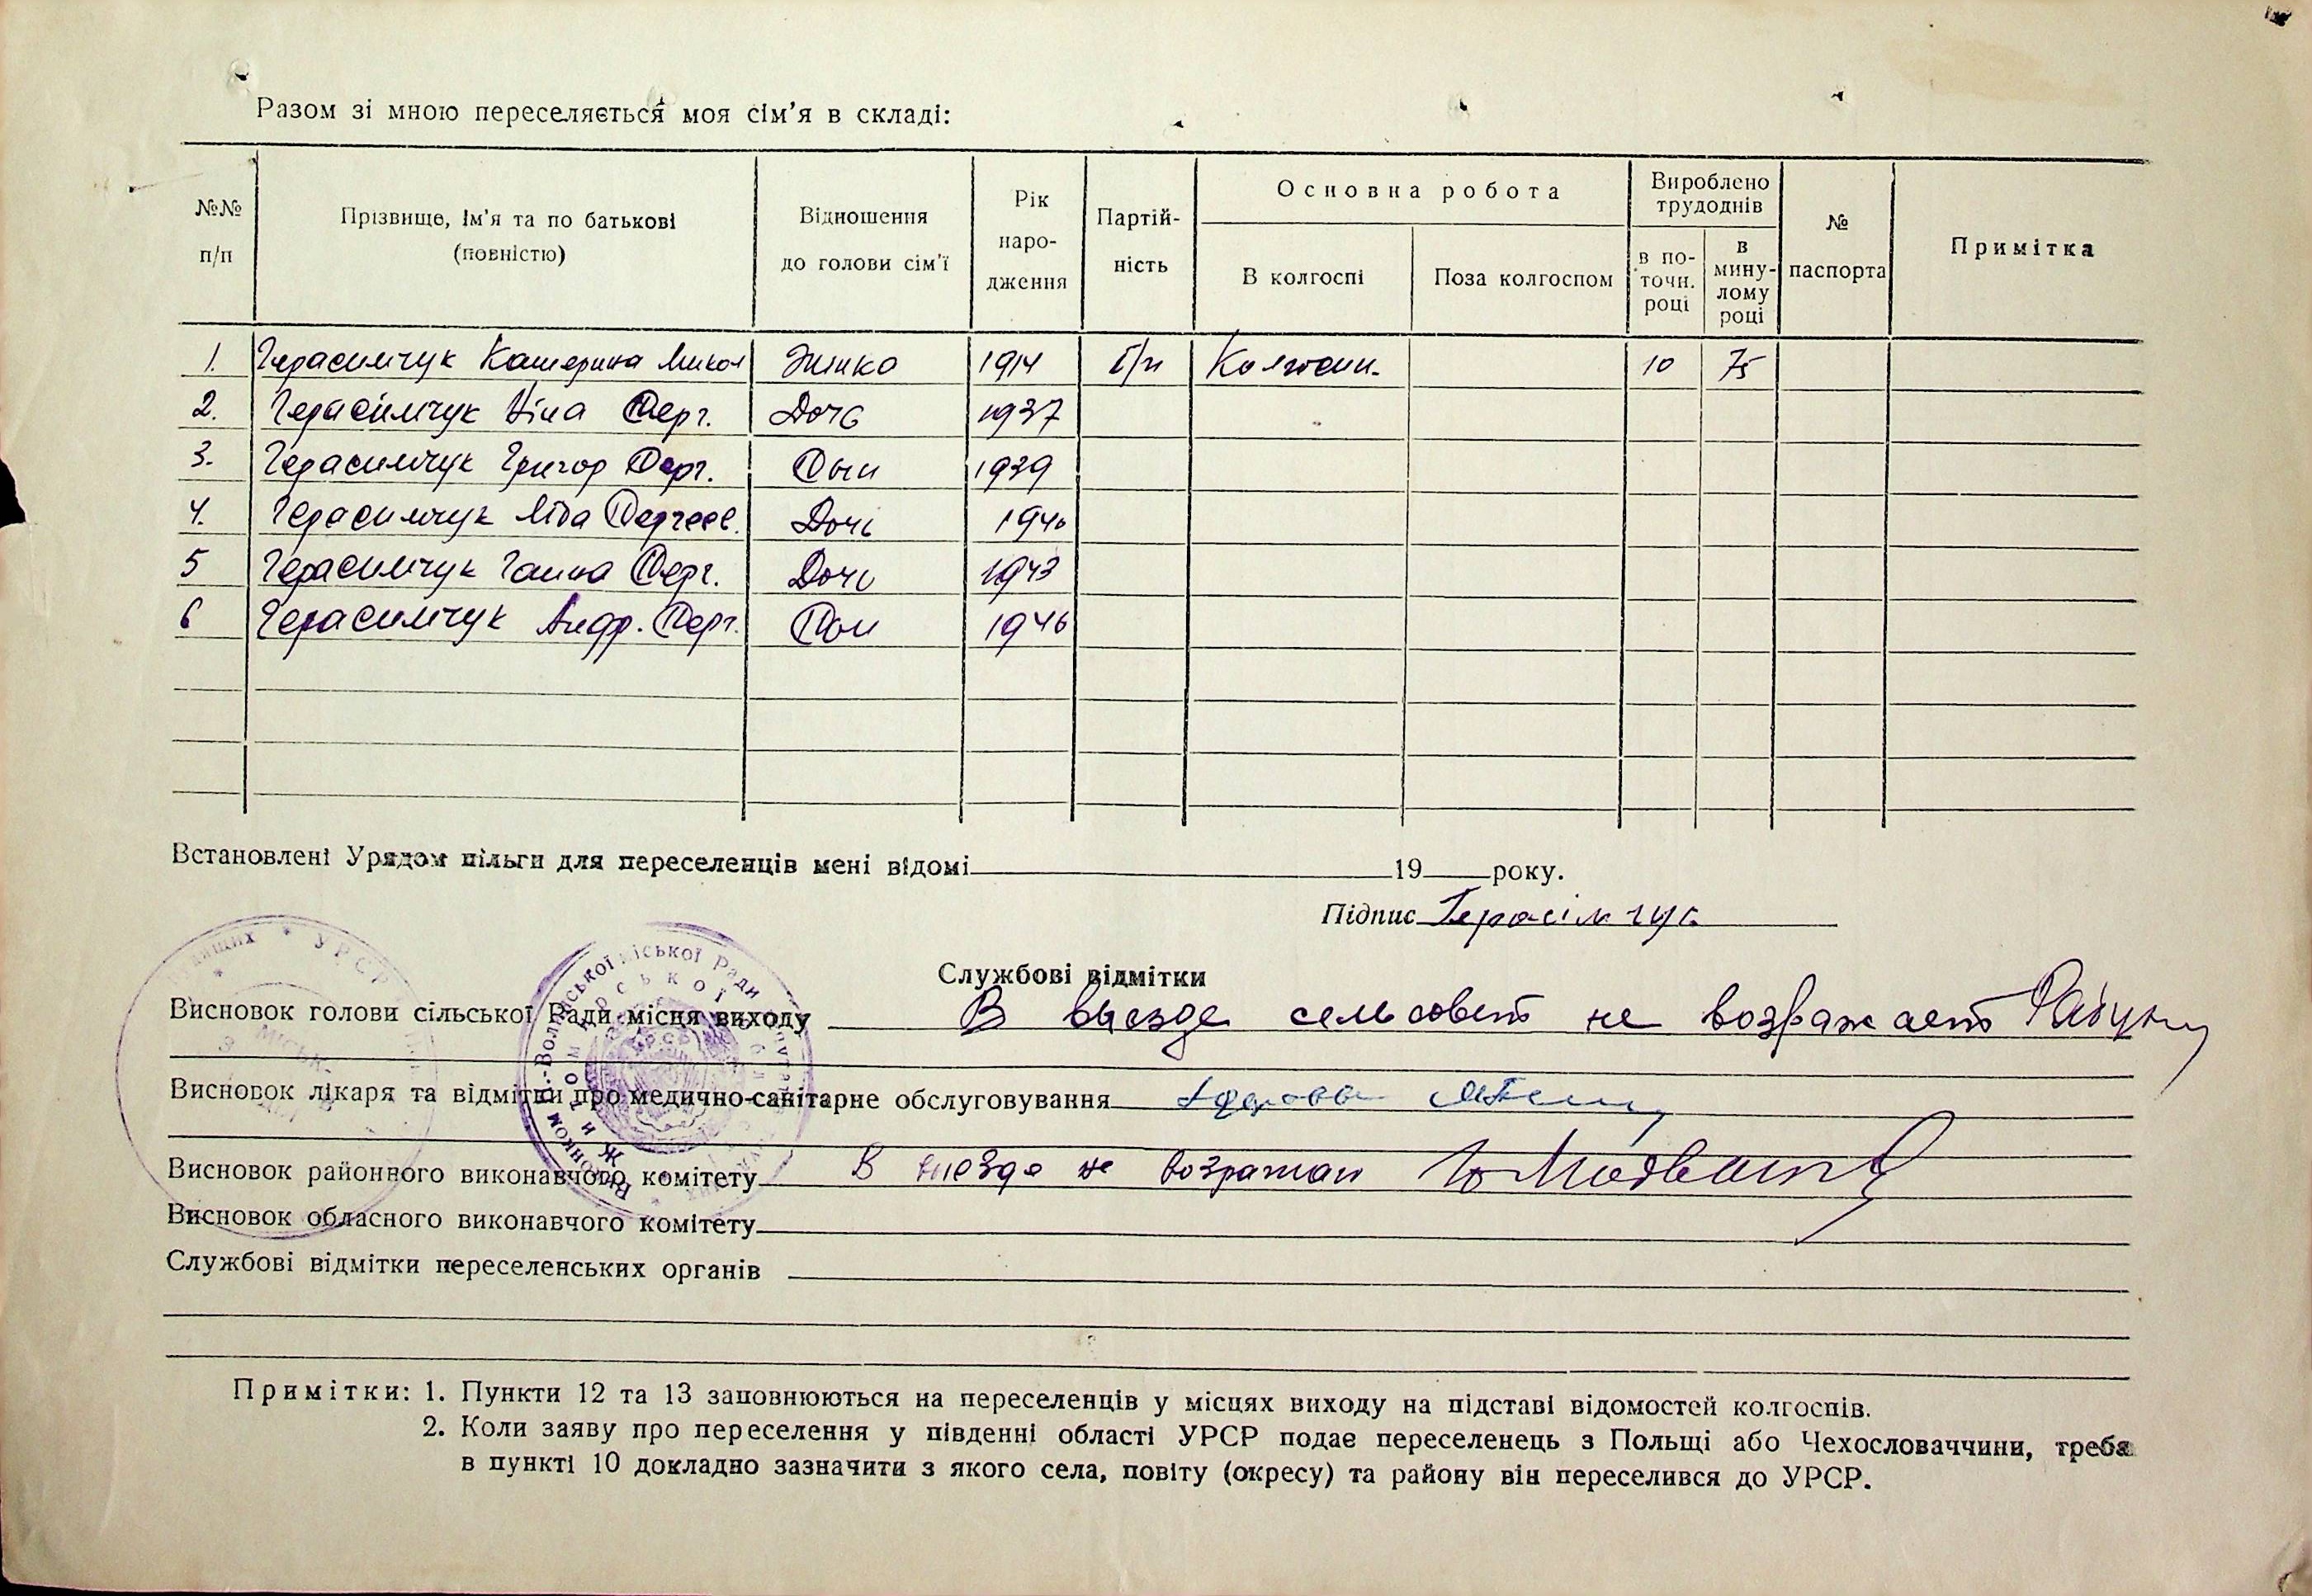 Разом зі мною переселяється моя сім'я в складі:
№№ п/п
Прізвище, ім'я та по батькові (повністю)
Відношення до голови сім'ї
Рік народження
Партійність
Основна робота
В колгоспі
Поза колгоспом
Вироблено трудоднів
в поточн. році
в минулому році
№ паспорта
Примітка
1. Герасимчук Катерина Микол Жінка 1914 б/п Колгосп. 10 75
2. Герасимчук Ніна Серг. Дочь 1937
3. Герасимчук Григор Серг. Сын 1939
4. Герасимчук Ліда Сергеев. Дочь 1940
5 Герасимчук Ганна Серг. Дочь 1943
6 Герасимчук Андр. Серг. Сын 1946
Встановлені Урядом пільги для переселенців мені відомі 19 року.
Підпис Герасімчук
Службові відмітки
Висновок голови сільської Ради місця виходу В выезде сельсовет не возражает
Висновок лікаря та відмітки про медично-санітарне обслуговування здоровы
Висновок районного виконавчого комітету В выезде не возражаем
Висновок обласного виконавчого комітету
Службові відмітки переселенських органів
Примітки: 1. Пункти 12 та 13 заповнюються на переселенців у місцях виходу на підставі відомостей колгоспів.
2. Коли заяву про переселення у південні області УРСР подає переселенець з Польщі або Чехословаччини, треба
в пункті 10 докладно зазначити з якого села, повіту (окресу) та району він переселився до УРСР.